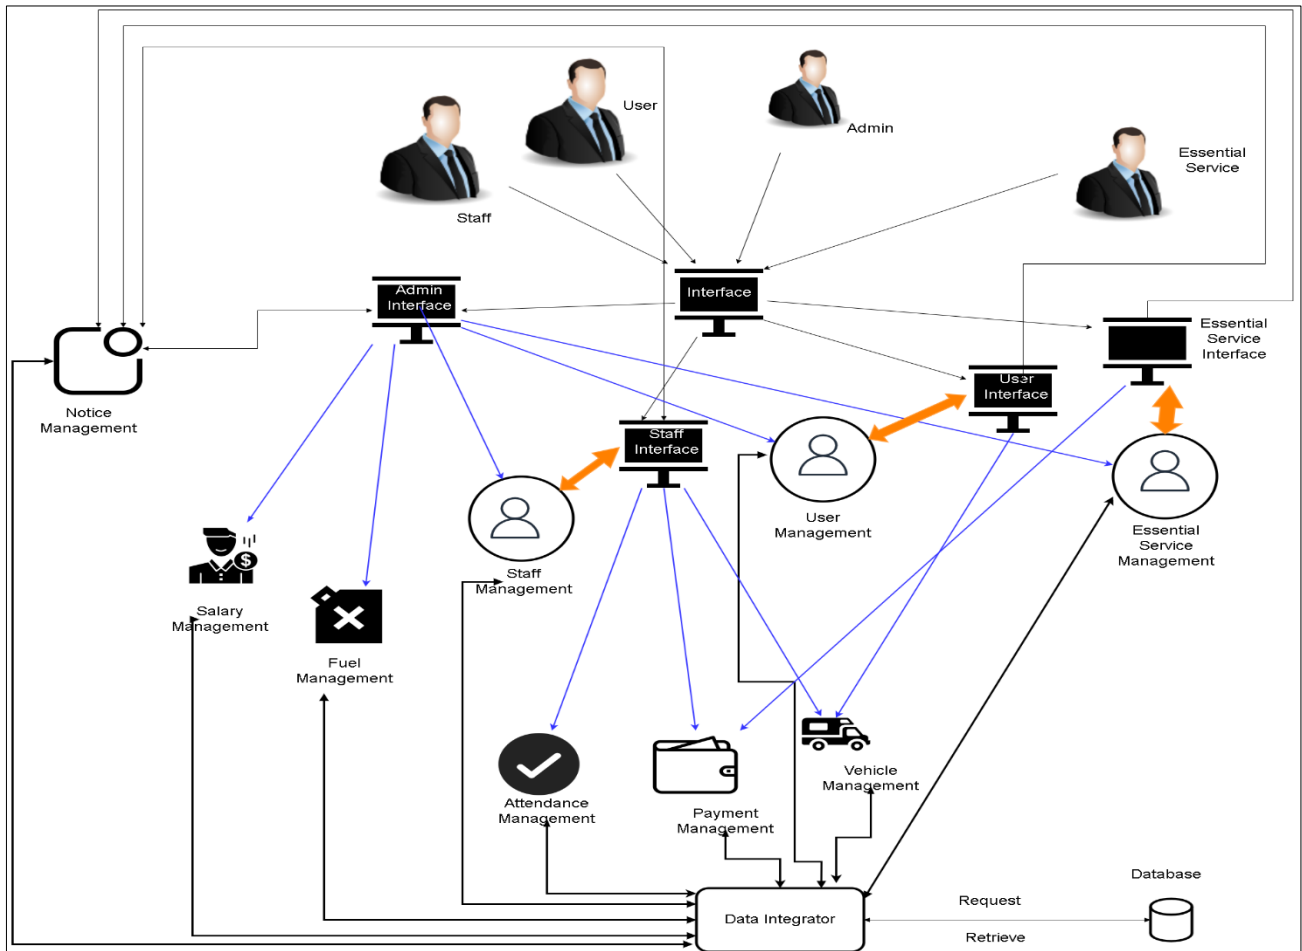 User
Admin
Essential
Service
Staff
Admin
Interface
Interface
Essential
Service
Interface
User
Interface
Notice
Management
Staff
Interface
User
Management
Essential
Service
Management
Staff
Management
Salary
Management
Fuel
Management
$
Attendance
Management
Payment
Management
Vehicle
Management
Data Integrator
Request
Retrieve
Database